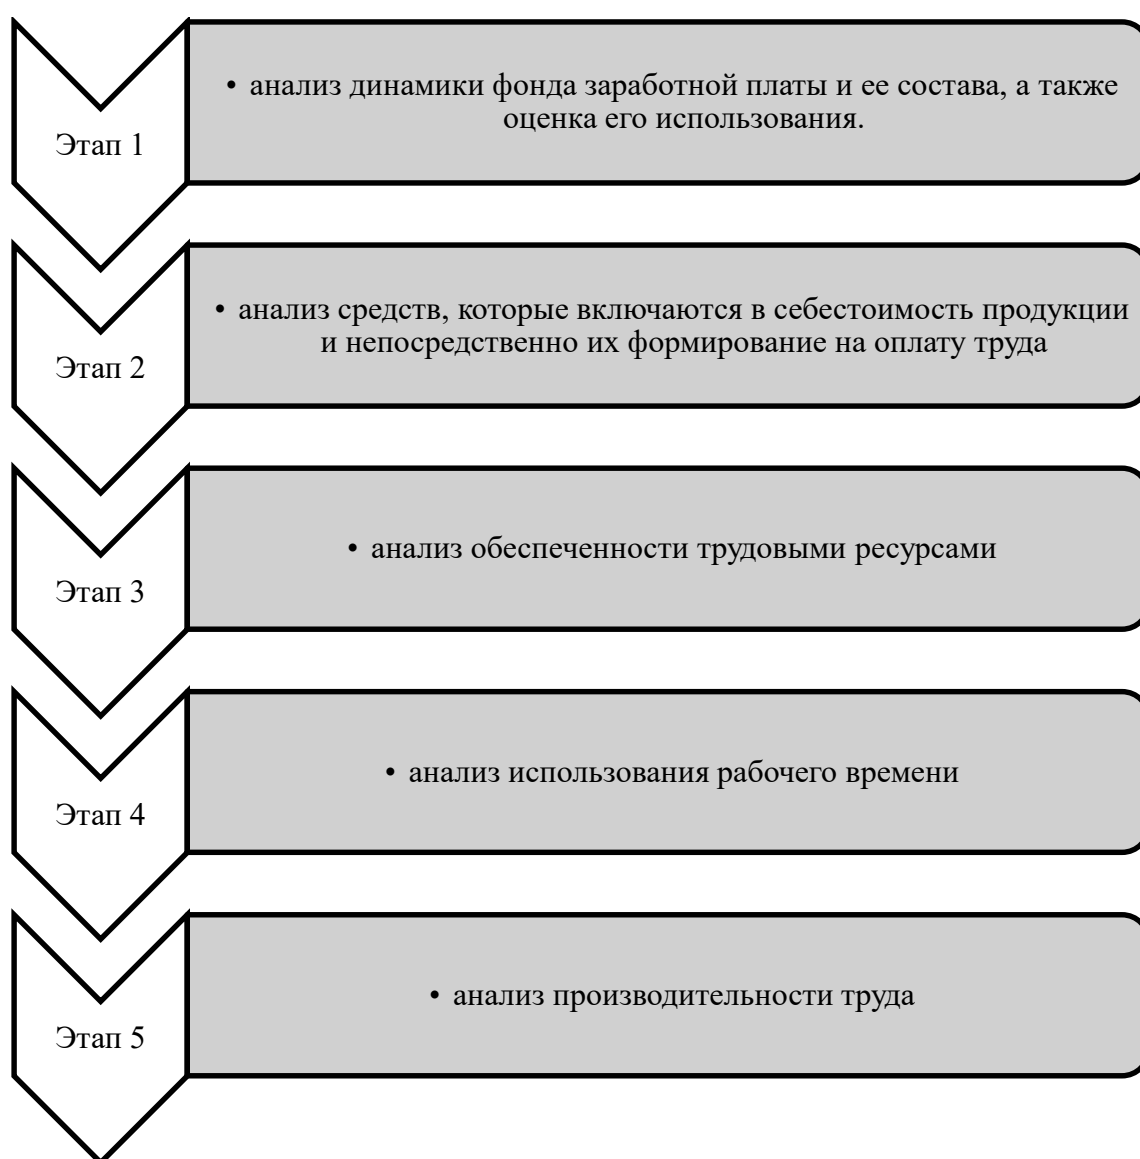 Этап 1
• анализ динамики фонда заработной платы и ее состава, а также
оценка его использования.
Этап 2
• анализ средств, которые включаются в себестоимость продукции
и непосредственно их формирование на оплату труда
Этап 3
• анализ обеспеченности трудовыми ресурсами
Этап 4
• анализ использования рабочего времени
Этап 5
• анализ производительности труда